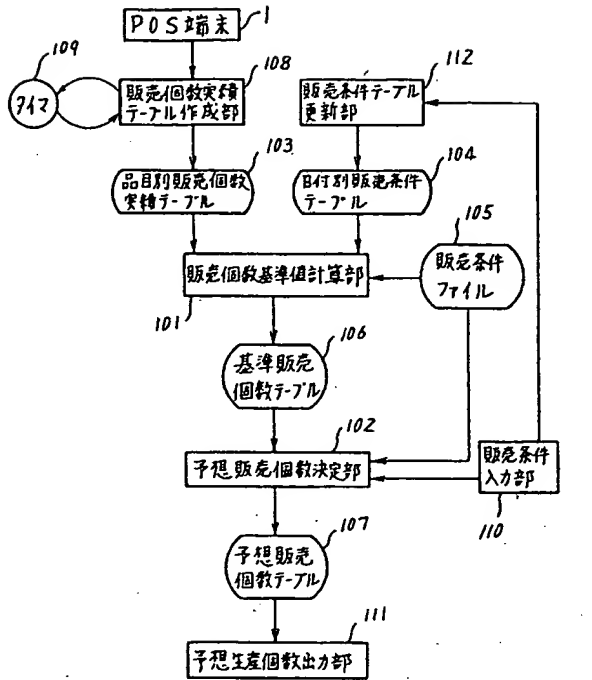 POS端末
1
109
タイマ
108
販売個数実績
テーブル作成部
112
販売条件テーブル
更新部
103
品目別販売個数
実績テーブル
104
日付別販売条件
テーブル
105
販売条件
ファイル
販売個数基準値計算部
101
106
基準販売
個数テーブル
102
予想販売個数決定部
販売条件
入力部
110
107
予想販売
個数テーブル
111
予想生産個数出力部